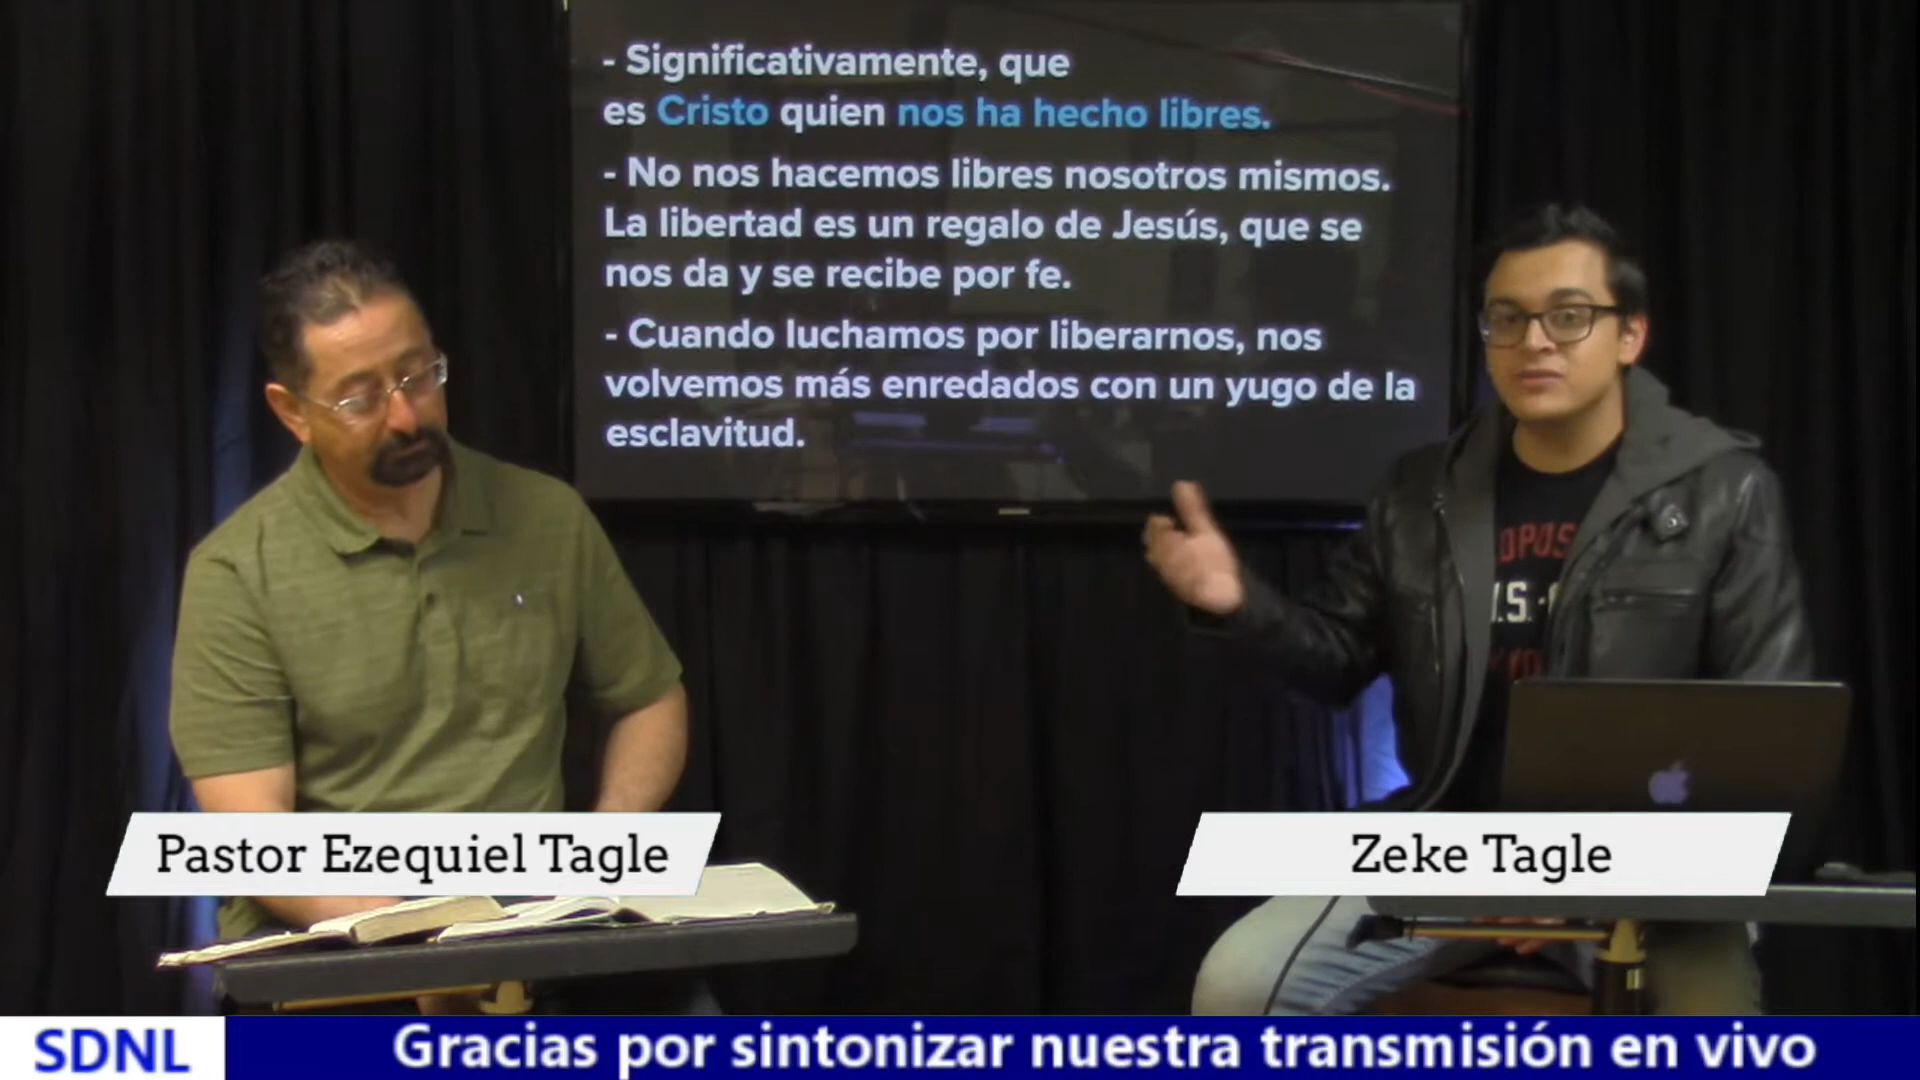 - Significativamente, que
es Cristo quien nos ha hecho libres.
- No nos hacemos libres nosotros mismos.
La libertad es un regalo de Jesús, que se
nos da y se recibe por fe.
- Cuando luchamos por liberarnos, nos
volvemos más enredados con un yugo de la
esclavitud.
Pastor Ezequiel Tagle
Zeke Tagle
SDNL
Gracias por sintonizar nuestra transmisión en vivo